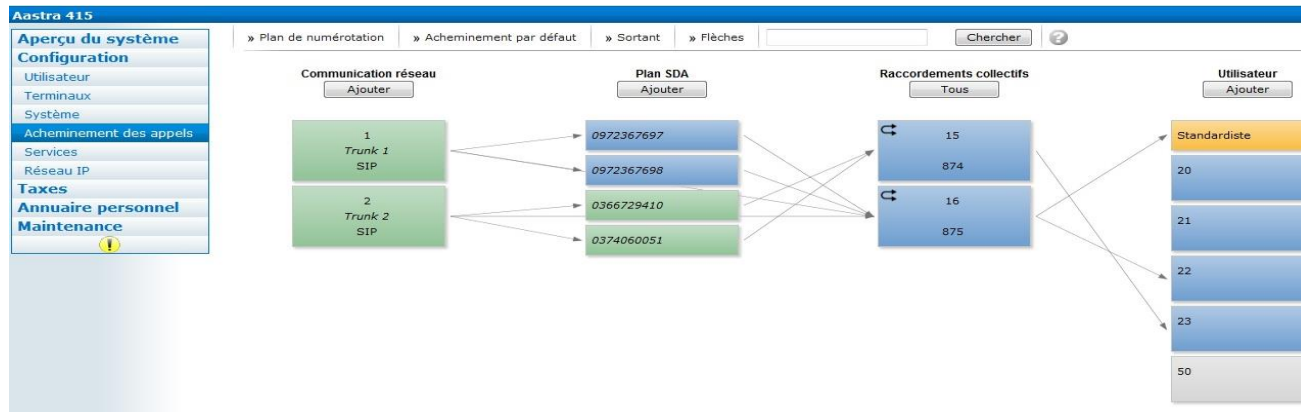 Aastra 415
Aperçu du système
Configuration
Utilisateur
Terminaux
Système
Acheminement des appels
Services
Réseau IP
Taxes
Annuaire personnel
Maintenance
!
» Plan de numérotation » Acheminement par défaut » Sortant » Flèches Chercher ?
Communication réseau
Ajouter
1
Trunk 1
SIP
2
Trunk 2
SIP
Plan SDA
Ajouter
0972367697
0972367698
0366729410
0374060051
Raccordements collectifs
Tous
15
874
16
875
Utilisateur
Ajouter
Standardiste
20
21
22
23
50